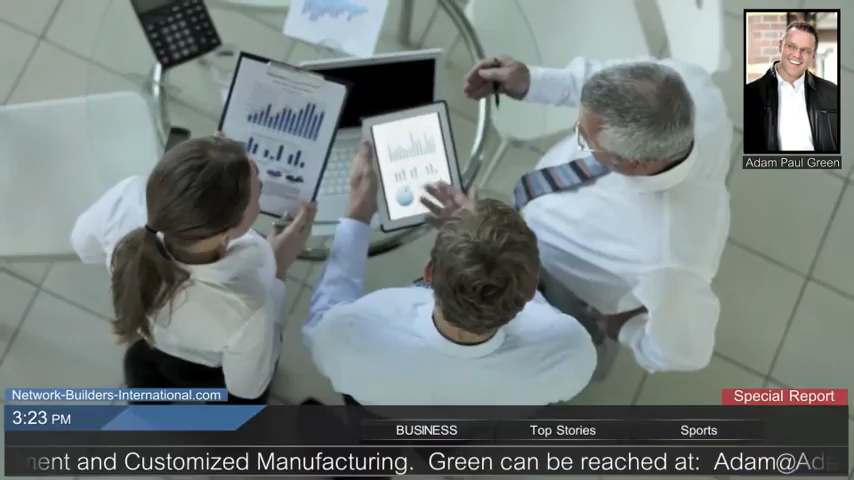 Adam Paul Green
Network-Builders-International.com
Special Report
3:23 PM
BUSINESS
Top Stories
Sports
and Customized Manufacturing.  Green can be reached at: